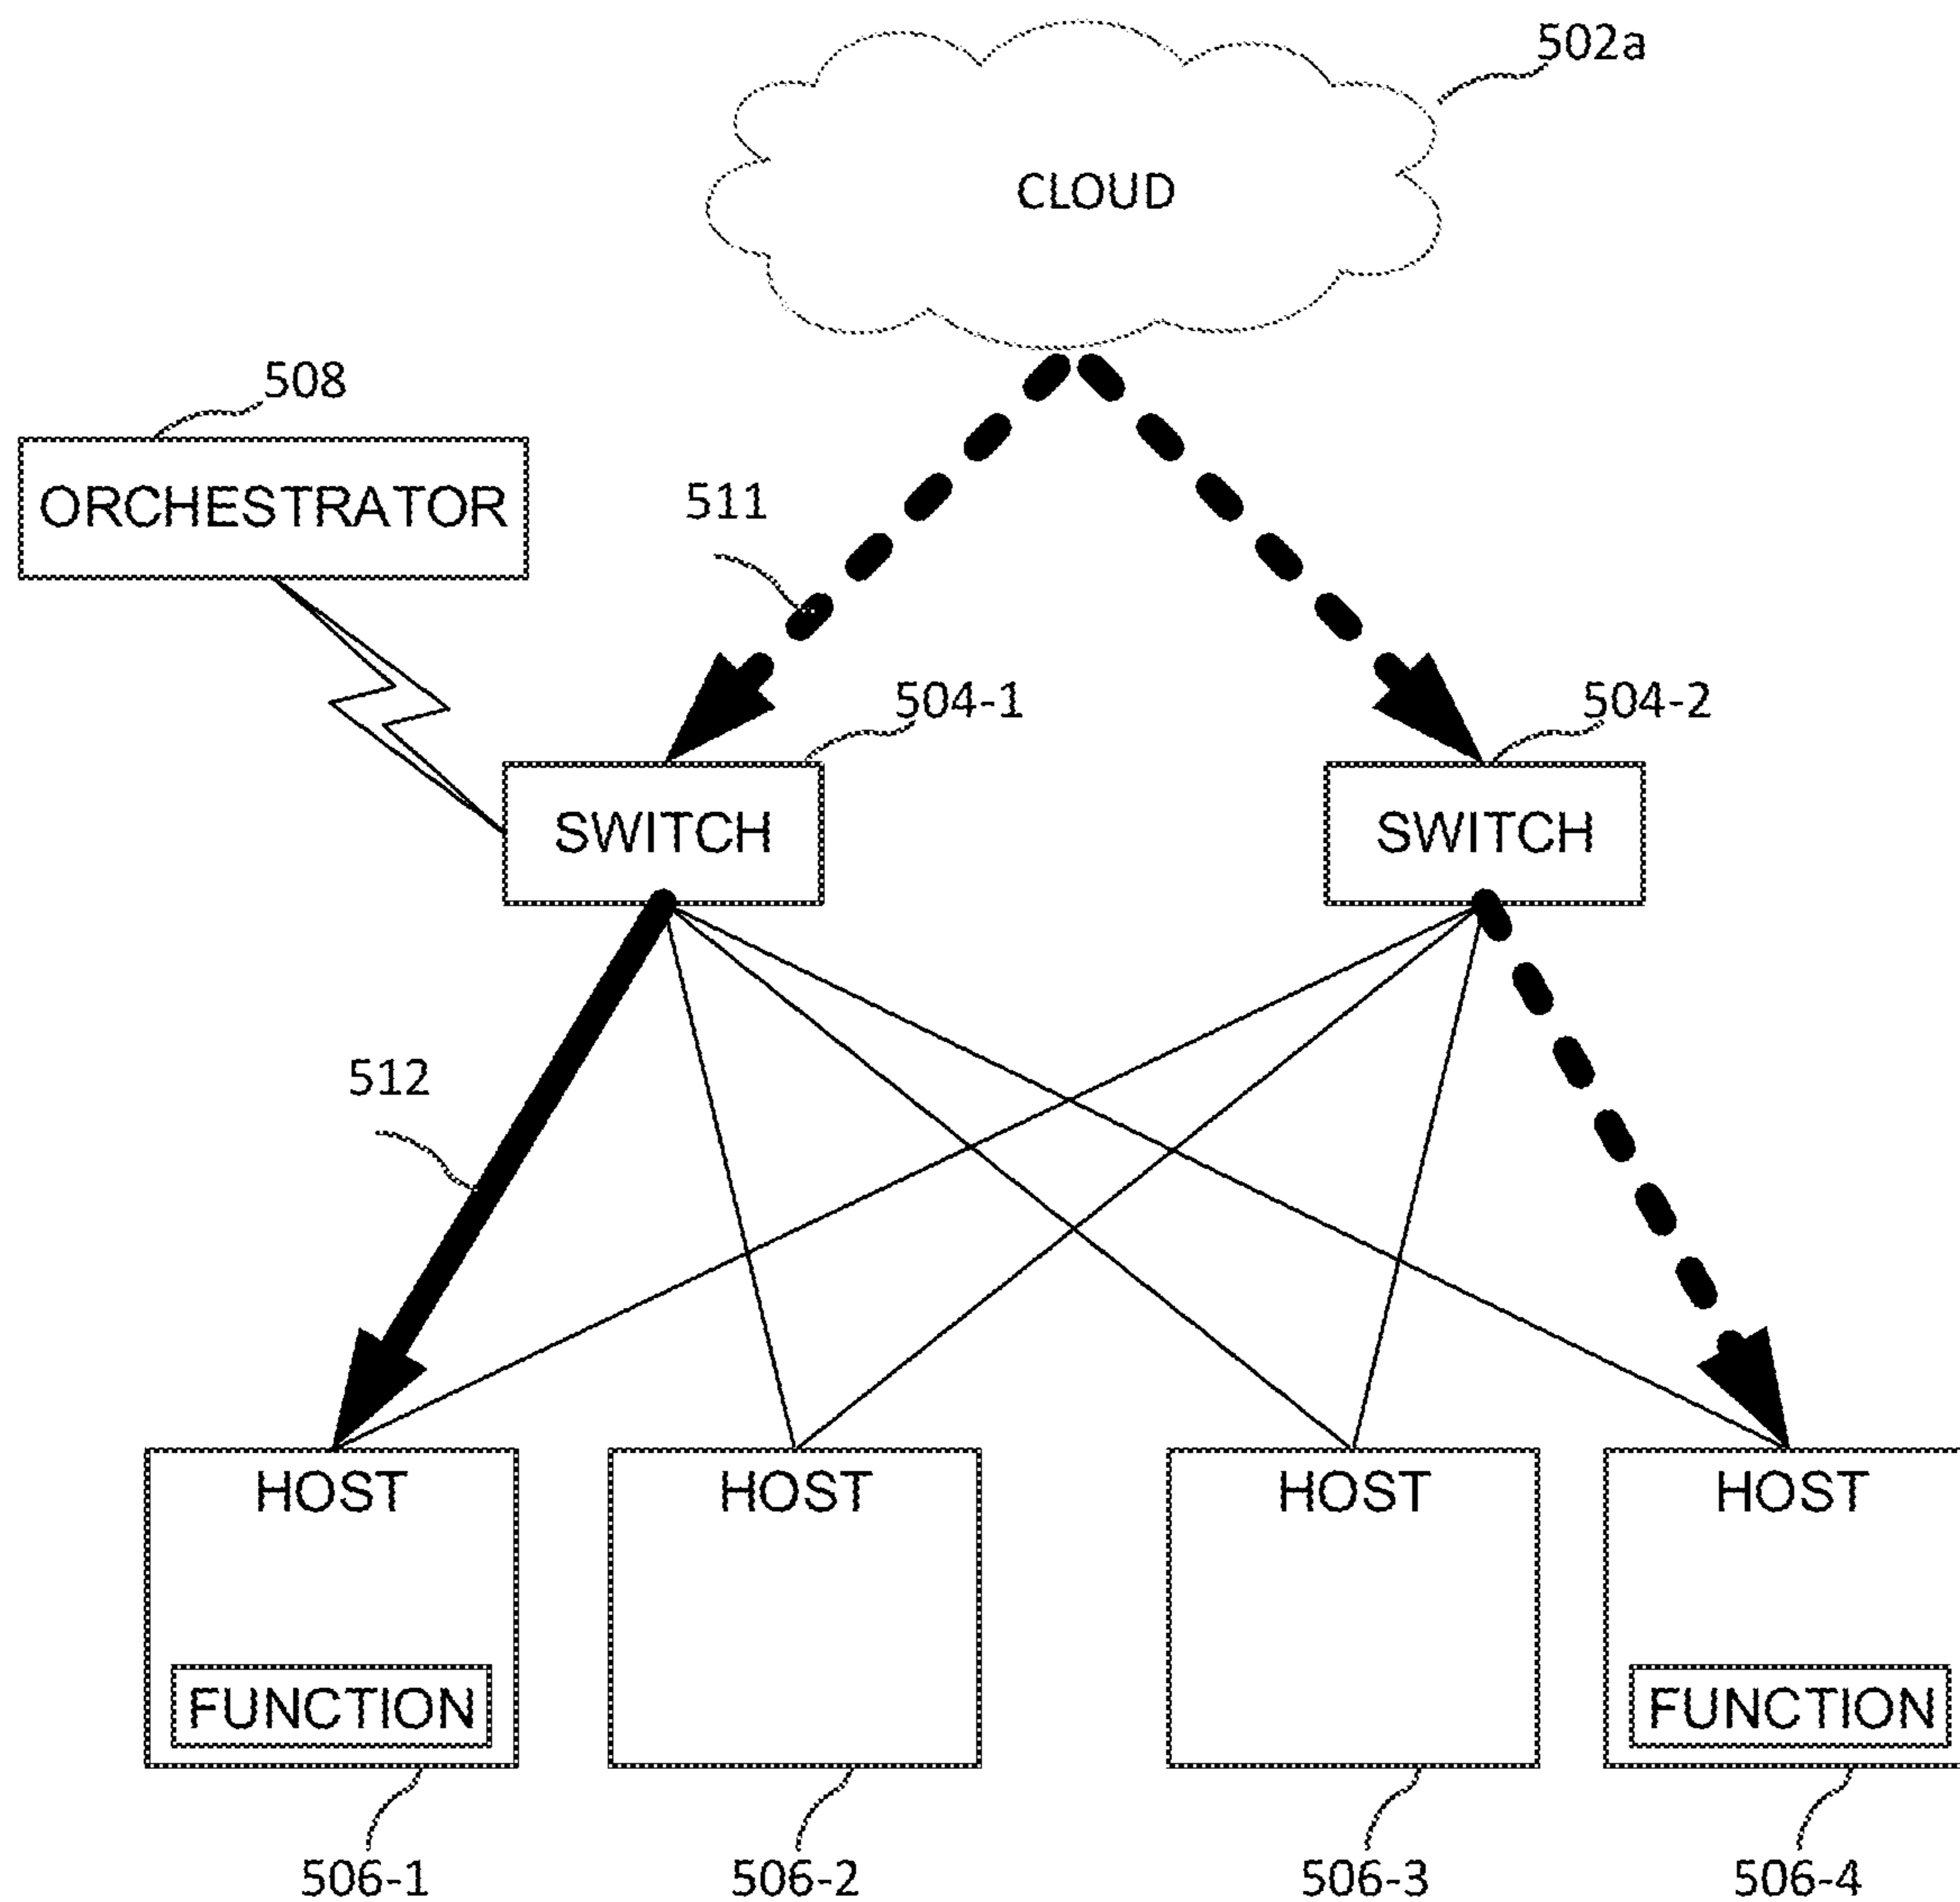 502a
CLOUD
508
ORCHESTRATOR
511
504-1
504-2
SWITCH
SWITCH
512
HOST
HOST
HOST
HOST
FUNCTION
FUNCTION
506-1
506-2
506-3
506-4